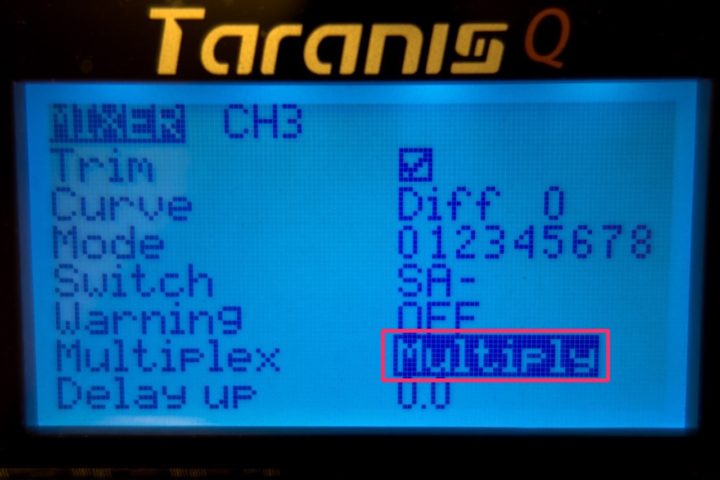 Taranis Q
MIXER CH3
Trim
Curve Diff 0
Mode 012345678
Switch SA-
Warning OFF
Multiplex Multiply
Delay up 0.0